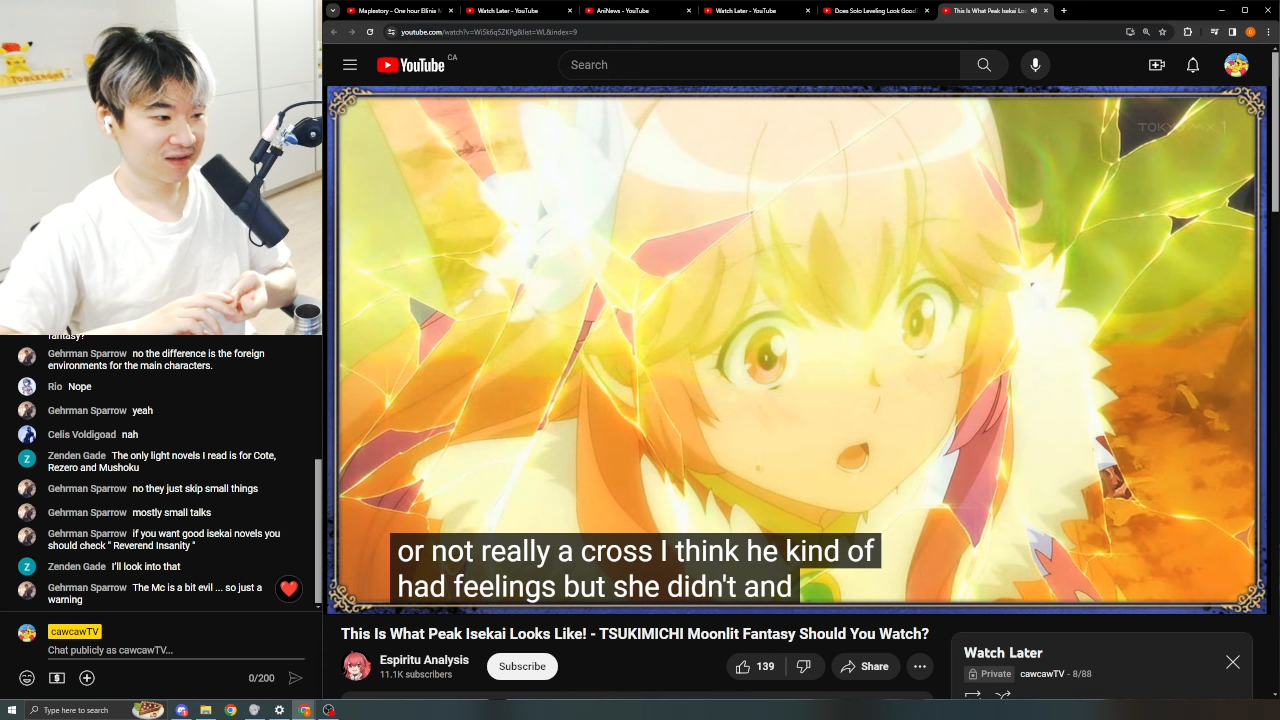 Maplestory - One hour Ellinia M
Watch Later - YouTube
AniNews - YouTube
Watch Later - YouTube
Does Solo Leveling Look Good
This Is What Peak Isekai Lo
youtube.com/watch?v=Wi5k6q5ZKPg&list=WL&index=9
YouTube CA
Search
TOKYO MX 1
or not really a cross I think he kind of
had feelings but she didn't and
fantasy?
Gehrman Sparrow no the difference is the foreign
environments for the main characters.
Rio Nope
Gehrman Sparrow yeah
Celis Voldigoad nah
Z
Zenden Gade The only light novels I read is for Cote,
Rezero and Mushoku
Gehrman Sparrow no they just skip small things
Gehrman Sparrow mostly small talks
Gehrman Sparrow if you want good isekai novels you
should check " Reverend Insanity "
Z
Zenden Gade I'll look into that
Gehrman Sparrow The Mc is a bit evil ... so just a
warning
cawcawTV
Chat publicly as cawcawTV...
0/200
This Is What Peak Isekai Looks Like! - TSUKIMICHI Moonlit Fantasy Should You Watch?
Espiritu Analysis
11.1K subscribers
Subscribe
139
Share
Watch Later
Private cawcawTV - 8/88
Type here to search